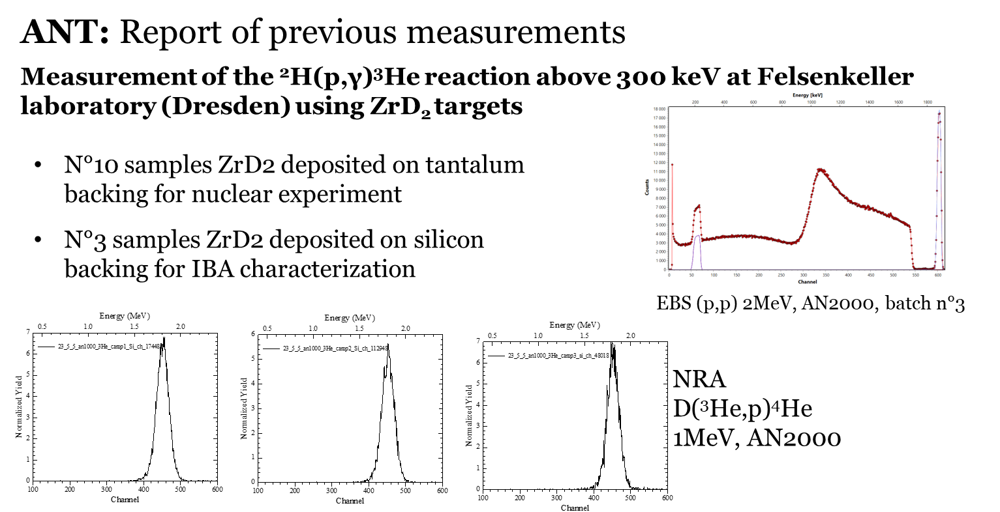 ANT: Report of previous measurements
Measurement of the ²H(p,γ)³He reaction above 300 keV at Felsenkeller
laboratory (Dresden) using ZrD₂ targets
• N°10 samples ZrD2 deposited on tantalum
backing for nuclear experiment
• N°3 samples ZrD2 deposited on silicon
backing for IBA characterization
Energy [keV]
200 400 600 800 1000 1200 1400 1600 1800
18 000
17 000
16 000
15 000
14 000
13 000
12 000
11 000
10 000
9 000
8 000
7 000
6 000
5 000
4 000
3 000
2 000
1 000
0
Counts
0 50 100 150 200 250 300 350 400 450 500 550 600
Channel
EBS (p,p) 2MeV, AN2000, batch n°3
Energy (MeV)
0.5 1.0 1.5 2.0
7
6
5
4
3
2
1
0
Normalized Yield
23_5_5_an1000_3He_camp1_Si_ch_17448
100 200 300 400 500 600
Channel
Energy (MeV)
0.5 1.0 1.5 2.0
6
5
4
3
2
1
0
Normalized Yield
23_5_5_an1000_3He_camp2_Si_ch_112948
100 200 300 400 500 600
Channel
Energy (MeV)
0.5 1.0 1.5 2.0
7
6
5
4
3
2
1
0
Normalized Yield
23_5_5_an1000_3He_camp3_si_ch_48018
100 200 300 400 500 600
Channel
NRA
D(³He,p)⁴He
1MeV, AN2000